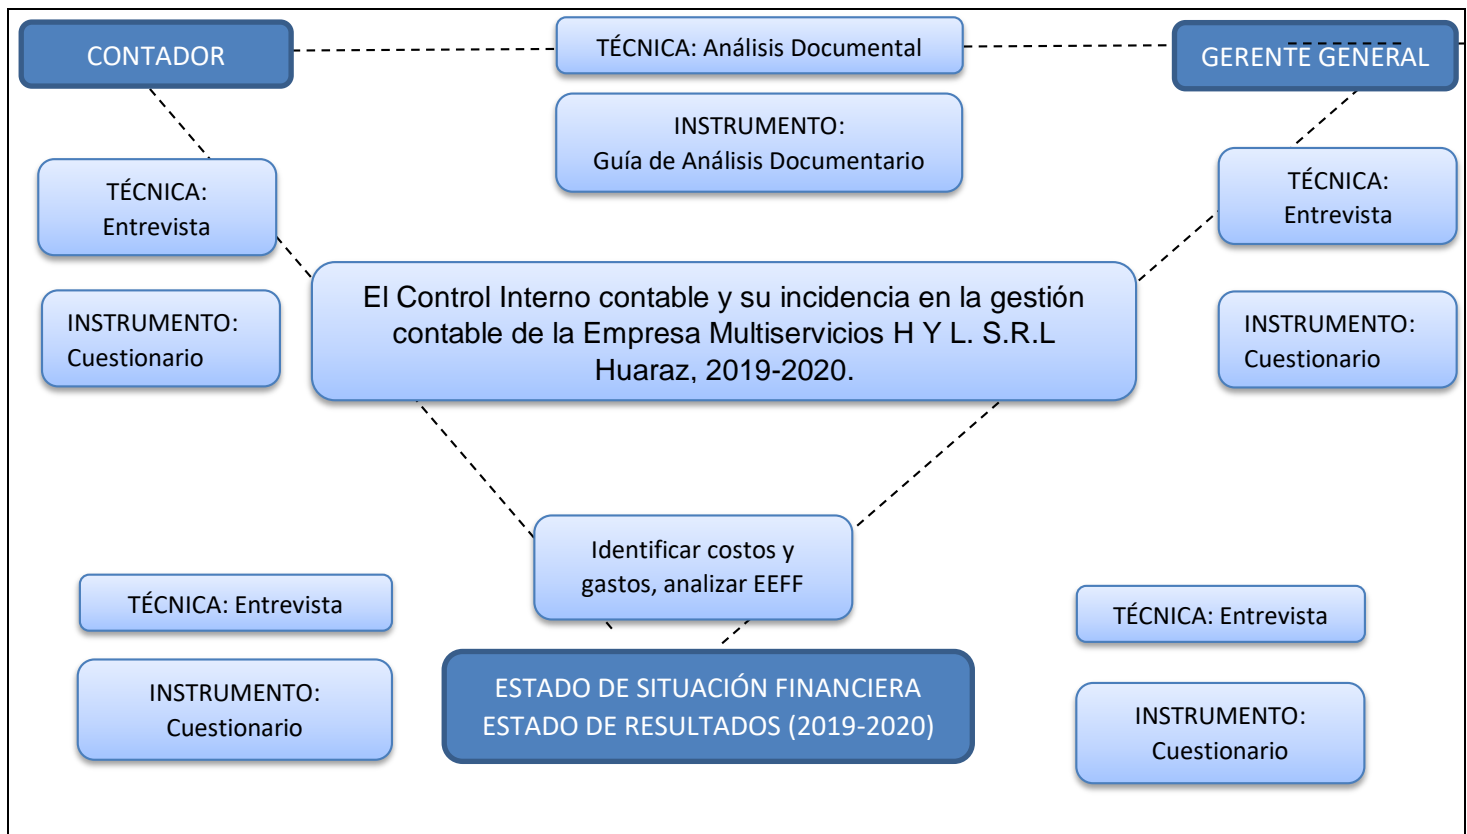 CONTADOR
TÉCNICA: Análisis Documental
GERENTE GENERAL
INSTRUMENTO:
Guía de Análisis Documentario
TÉCNICA:
Entrevista
TÉCNICA:
Entrevista
INSTRUMENTO:
Cuestionario
El Control Interno contable y su incidencia en la gestión
contable de la Empresa Multiservicios H Y L. S.R.L
Huaraz, 2019-2020.
INSTRUMENTO:
Cuestionario
Identificar costos y
gastos, analizar EEFF
TÉCNICA: Entrevista
TÉCNICA: Entrevista
INSTRUMENTO:
Cuestionario
ESTADO DE SITUACIÓN FINANCIERA
ESTADO DE RESULTADOS (2019-2020)
INSTRUMENTO:
Cuestionario